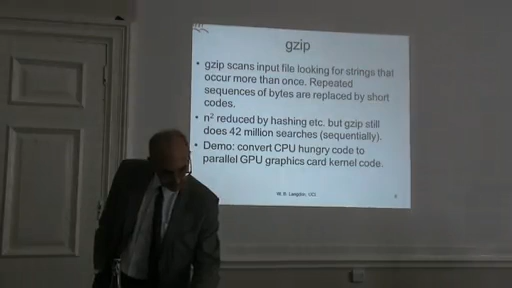 gzip
• gzip scans input file looking for strings that
occur more than once. Repeated
sequences of bytes are replaced by short
codes.
• n² reduced by hashing etc. but gzip still
does 42 million searches (sequentially).
• Demo: convert CPU hungry code to
parallel GPU graphics card kernel code.
W. B. Langdon, UCL